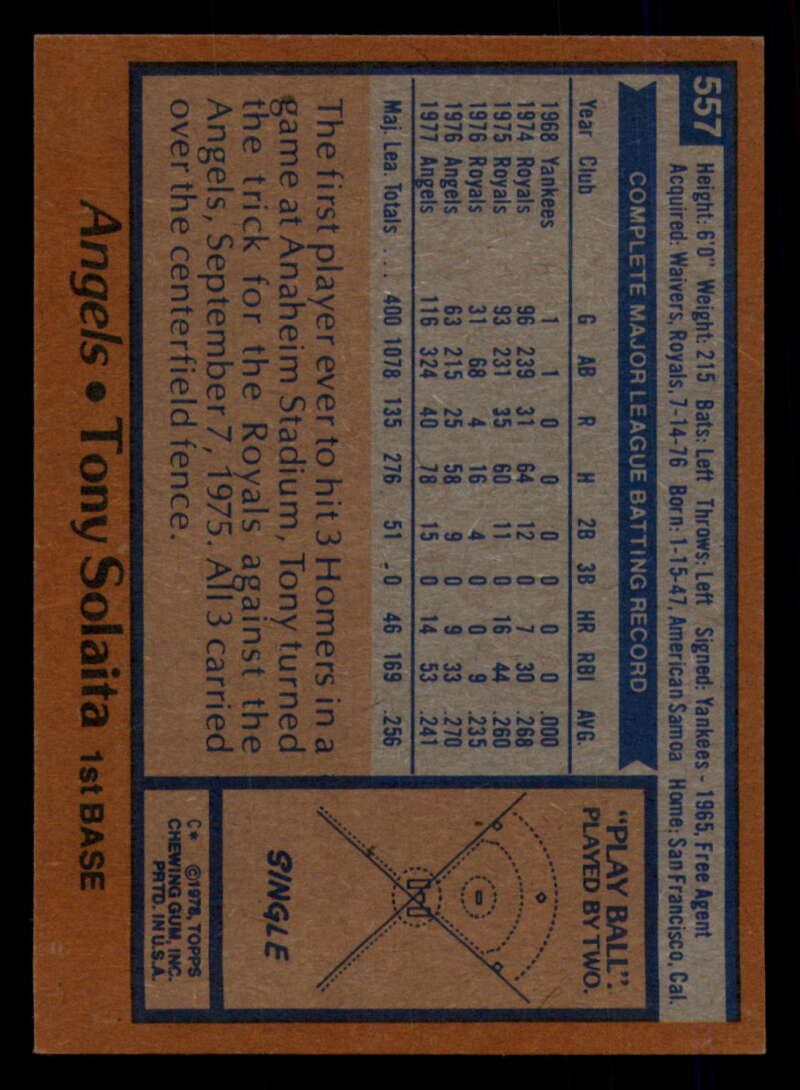 557
Height: 6'0" Weight: 215 Bats: Left Throws: Left Signed: Yankees - 1965, Free Agent
Acquired: Waivers, Royals, 7-14-76 Born: 1-15-47, American Samoa Home: San Francisco, Cal.
COMPLETE MAJOR LEAGUE BATTING RECORD
Year Club G AB R H 2B 3B HR RBI AVG.
1968 Yankees 1 1 0 0 0 0 0 0 .000
1974 Royals 96 239 31 64 12 0 7 30 .268
1975 Royals 93 231 35 60 11 0 16 44 .260
1976 Royals 31 68 4 16 4 0 0 9 .235
1976 Angels 63 215 25 58 9 0 9 33 .270
1977 Angels 116 324 40 78 15 0 14 53 .241
Maj. Lea. Totals . . . 400 1078 135 276 51 0 46 169 .256
The first player ever to hit 3 Homers in a
game at Anaheim Stadium, Tony turned
the trick for the Royals against the
Angels, September 7, 1975. All 3 carried
over the centerfield fence.
"PLAY BALL".
PLAYED BY TWO.
SINGLE
C* ©1978, TOPPS
CHEWING GUM, INC.
PRTD. IN U.S.A.
Angels • Tony Solaita 1st BASE